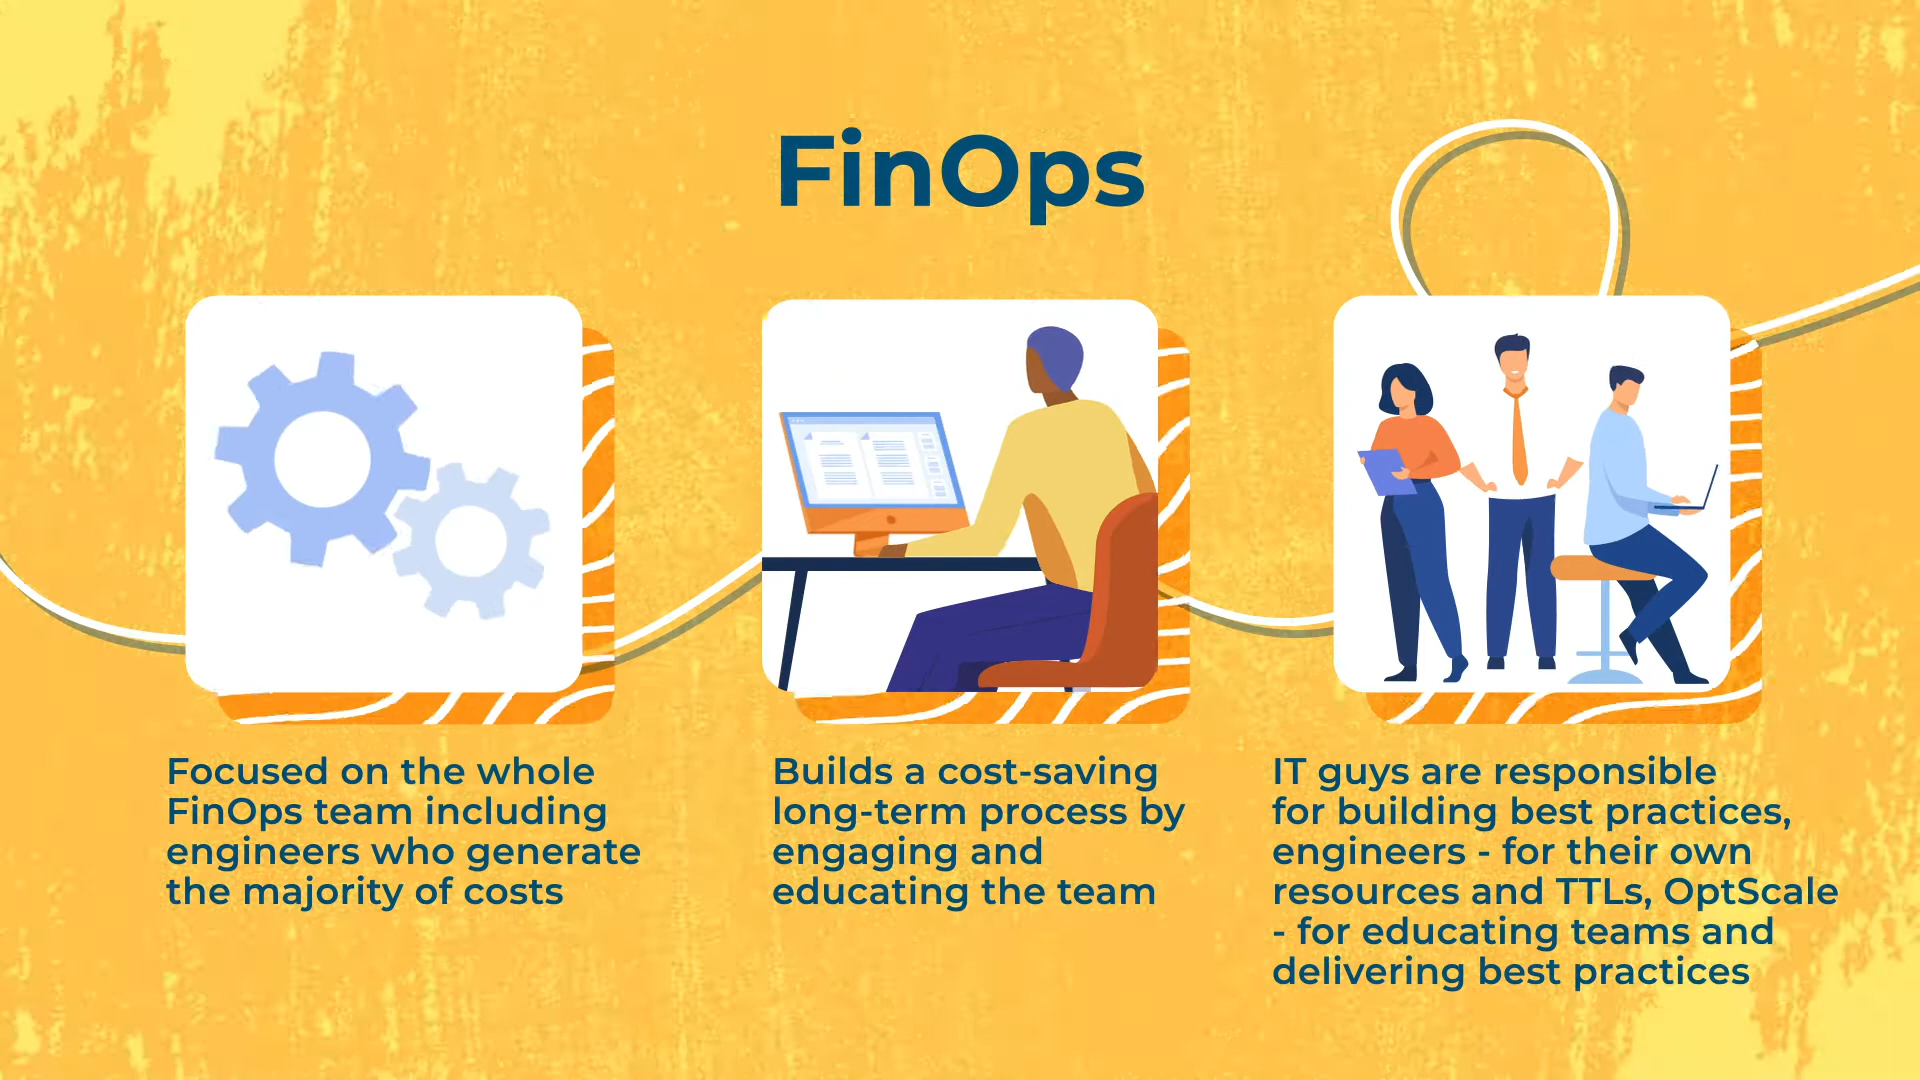 FinOps
Focused on the whole
FinOps team including
engineers who generate
the majority of costs
Builds a cost-saving
long-term process by
engaging and
educating the team
IT guys are responsible
for building best practices,
engineers - for their own
resources and TTLs, OptScale
- for educating teams and
delivering best practices